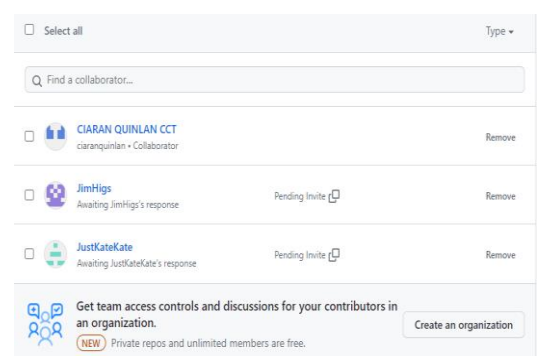 Select all
Type
Find a collaborator...
CIARAN QUINLAN CCT
ciaranquinlan • Collaborator
Remove
JimHigs
Awaiting JimHigs's response
Pending Invite
Remove
JustKateKate
Awaiting JustKateKate's response
Pending Invite
Remove
Get team access controls and discussions for your contributors in
an organization.
NEW Private repos and unlimited members are free.
Create an organization